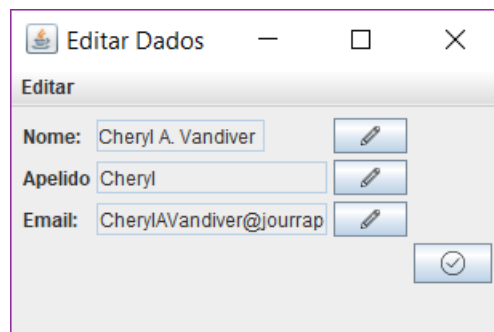 Editar Dados
Editar
Nome: Cheryl A. Vandiver
Apelido Cheryl
Email: CherylAVandiver@jourrap